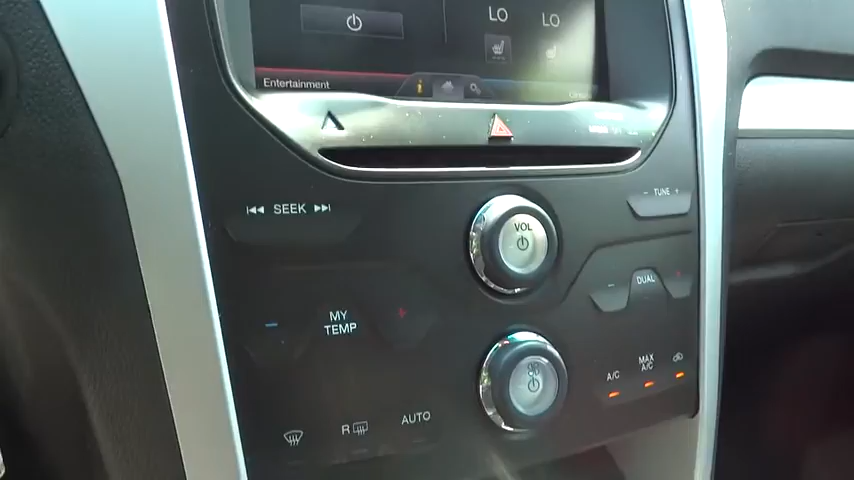 LO LO
Entertainment
SEEK
- TUNE +
VOL
- DUAL +
- MY TEMP +
A/C
MAX A/C
R
AUTO